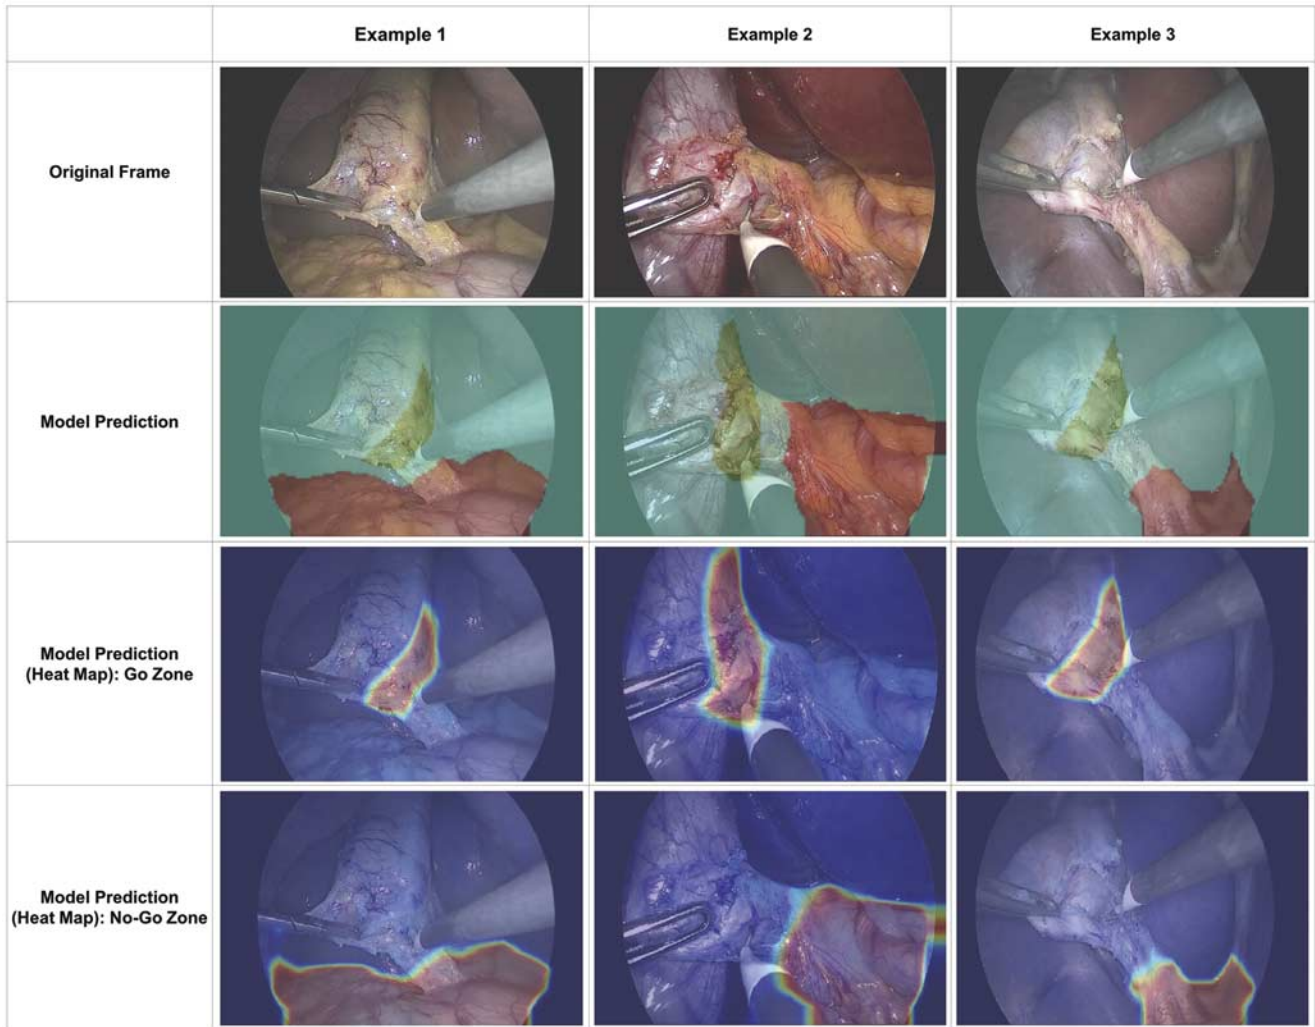 Example 1
Example 2
Example 3
Original Frame
Model Prediction
Model Prediction
(Heat Map): Go Zone
Model Prediction
(Heat Map): No-Go Zone